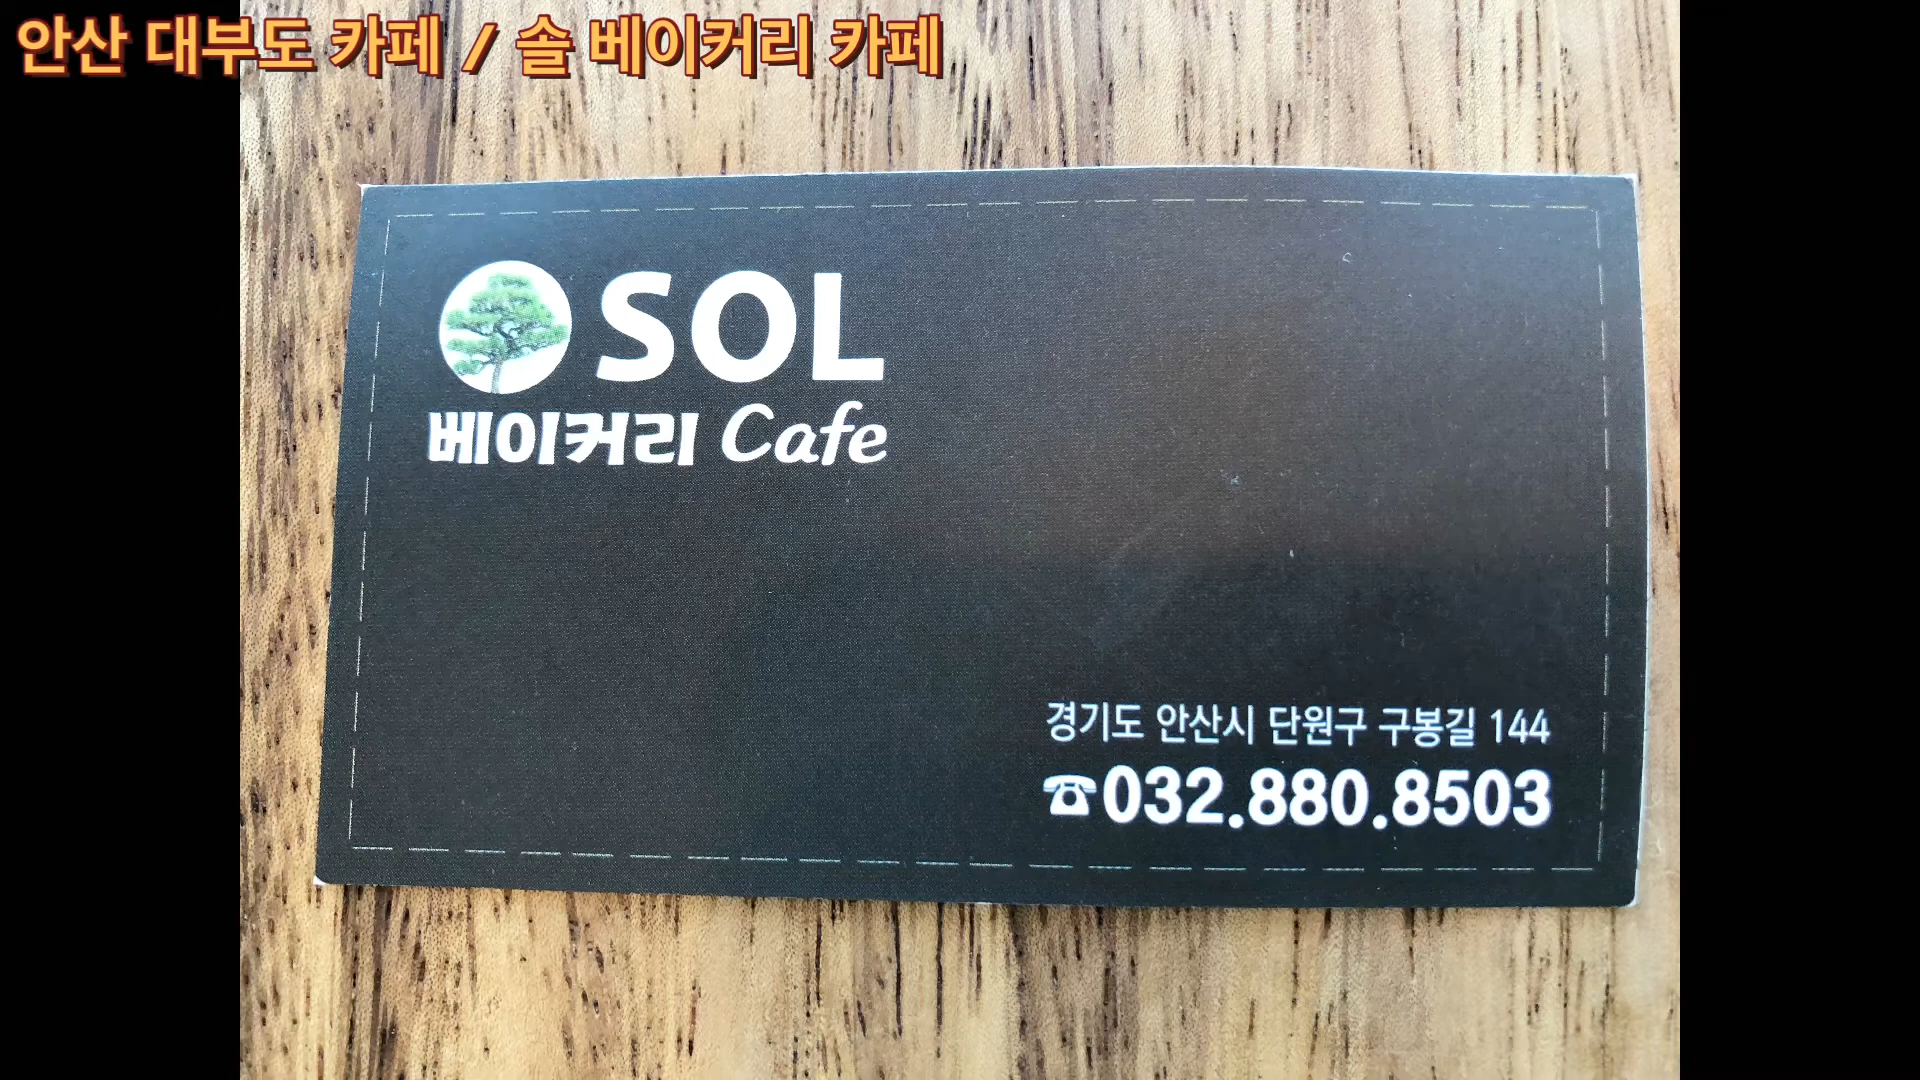 안산 대부도 카페 / 솔 베이커리 카페
SOL
베이커리 Cafe
경기도 안산시 단원구 구봉길 144
☎032.880.8503